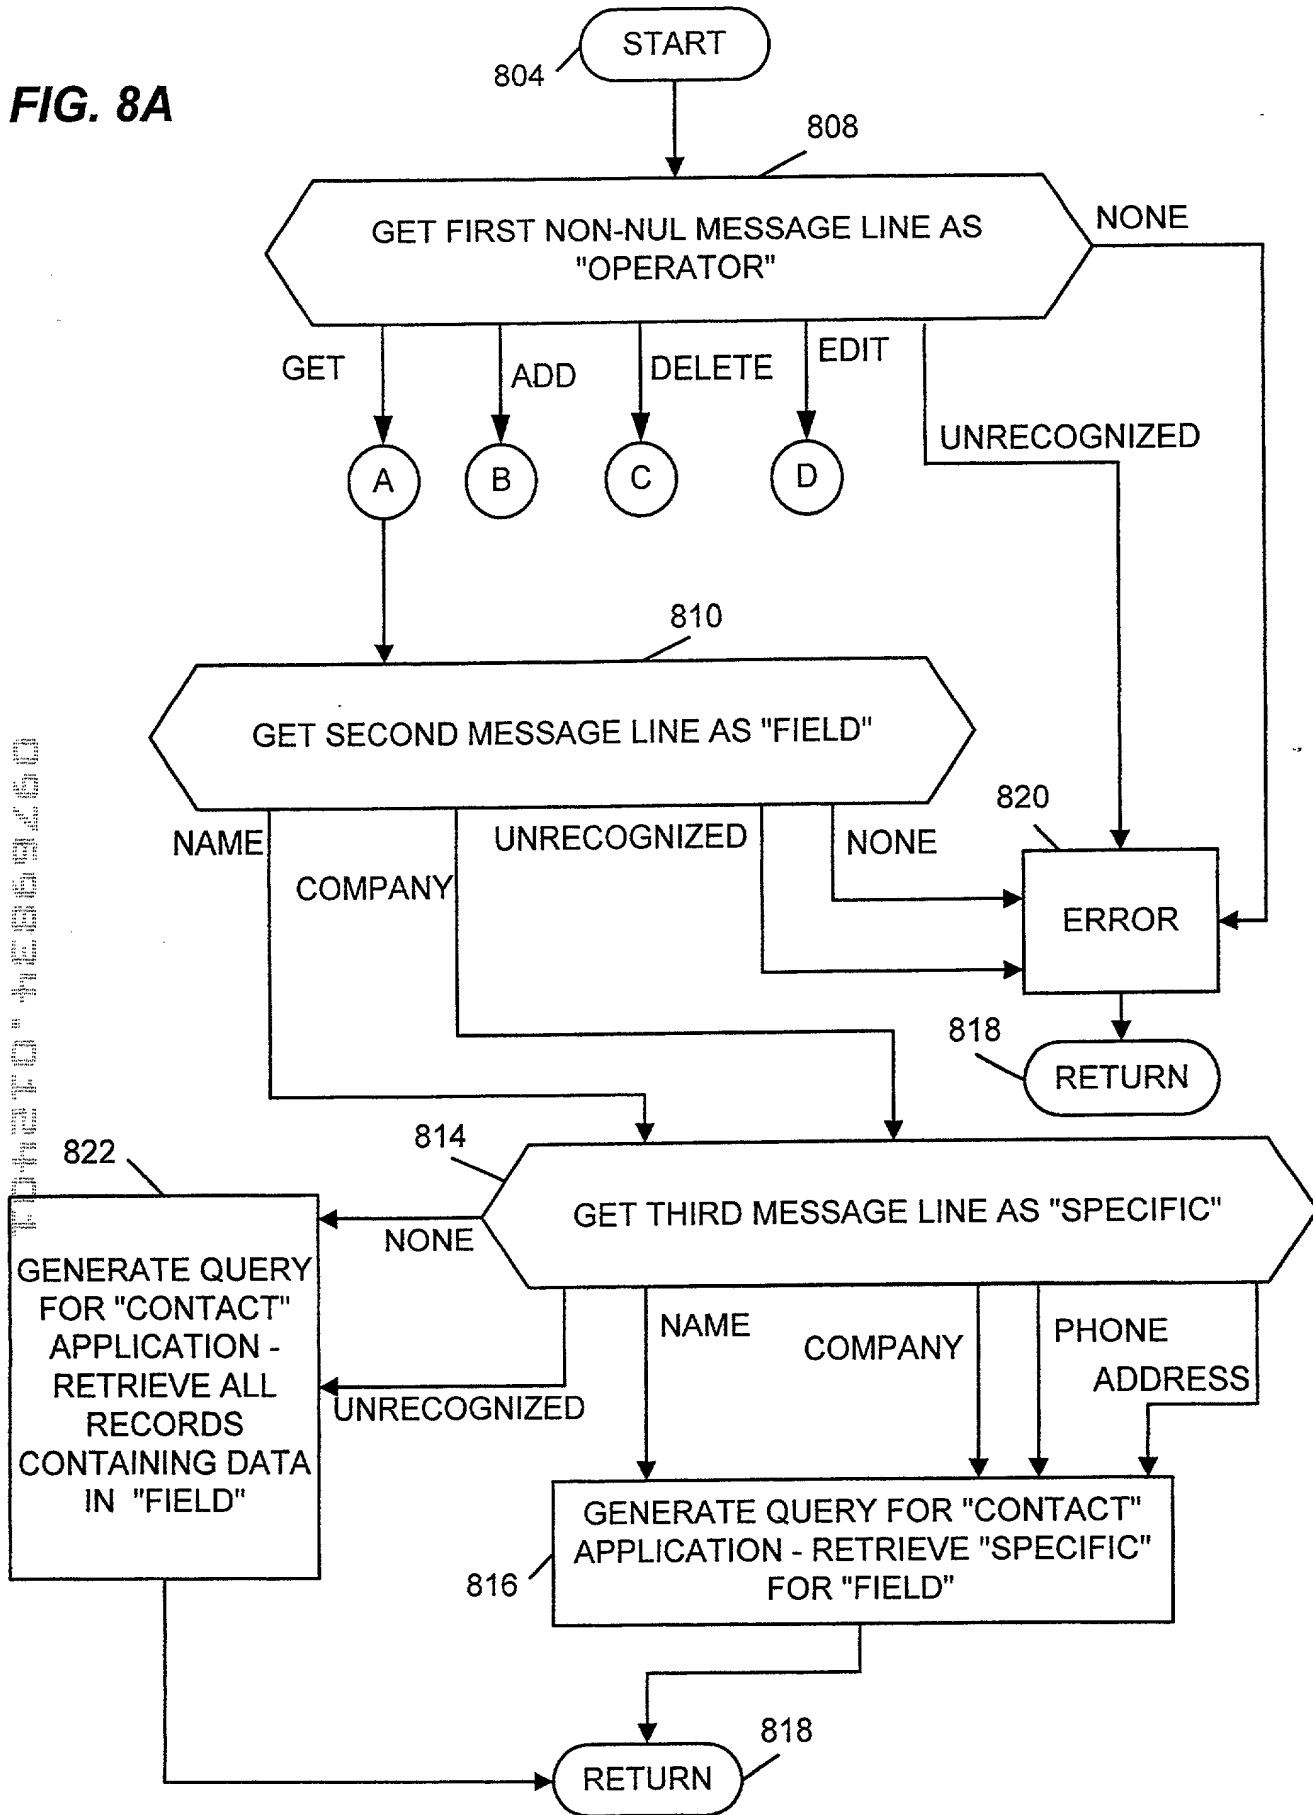 START
804
FIG. 8A
808
GET FIRST NON-NUL MESSAGE LINE AS
"OPERATOR"
NONE
GET
ADD
DELETE
EDIT
UNRECOGNIZED
A
B
C
D
810
GET SECOND MESSAGE LINE AS "FIELD"
NAME
COMPANY
UNRECOGNIZED
NONE
820
ERROR
818
RETURN
814
822
GET THIRD MESSAGE LINE AS "SPECIFIC"
NONE
GENERATE QUERY
FOR "CONTACT"
APPLICATION -
RETRIEVE ALL
RECORDS
CONTAINING DATA
IN "FIELD"
UNRECOGNIZED
NAME
COMPANY
PHONE
ADDRESS
GENERATE QUERY FOR "CONTACT"
APPLICATION - RETRIEVE "SPECIFIC"
FOR "FIELD"
816
818
RETURN